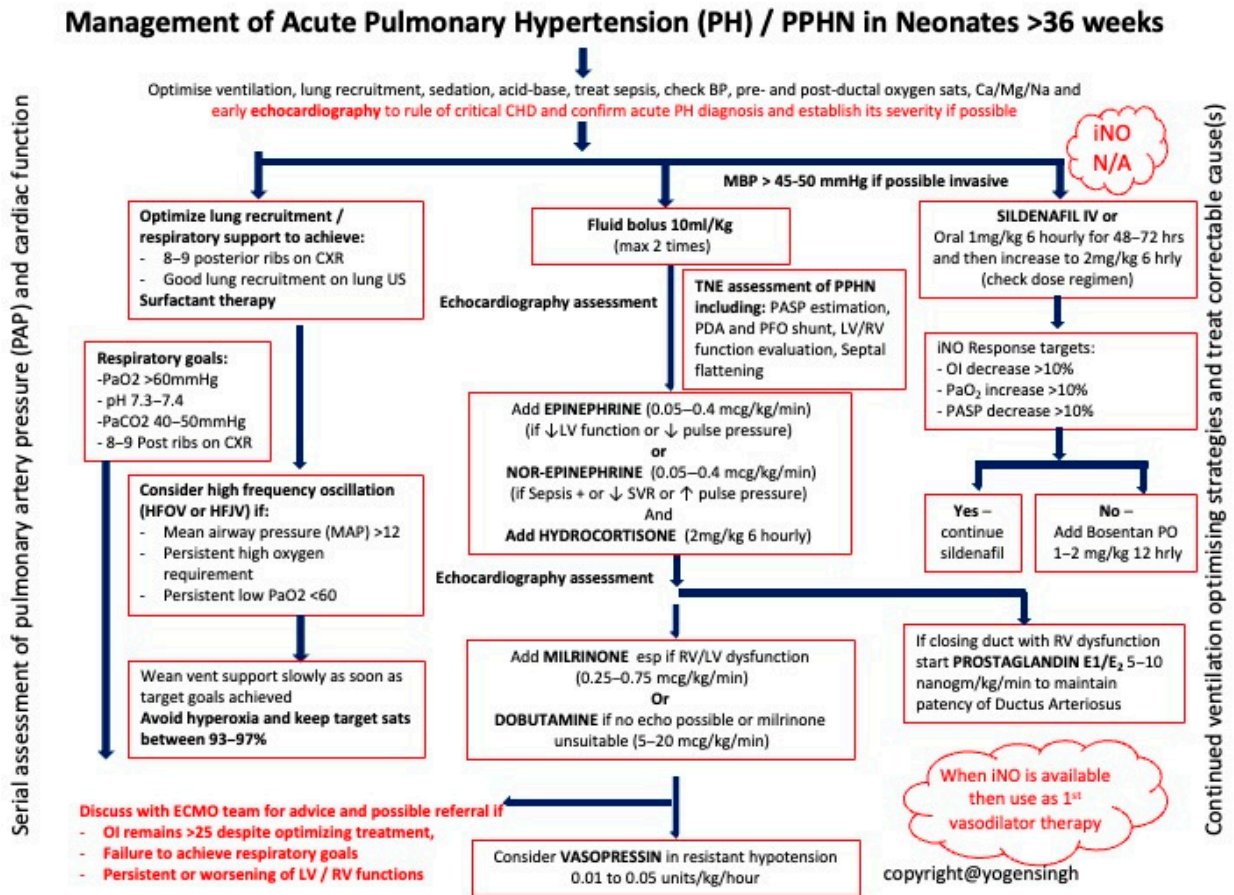 Management of Acute Pulmonary Hypertension (PH) / PPHN in Neonates >36 weeks
Optimise ventilation, lung recruitment, sedation, acid-base, treat sepsis, check BP, pre- and post-ductal oxygen sats, Ca/Mg/Na and
early echocardiography to rule of critical CHD and confirm acute PH diagnosis and establish its severity if possible
iNO
N/A
MBP > 45-50 mmHg if possible invasive
Optimize lung recruitment /
respiratory support to achieve:
- 8–9 posterior ribs on CXR
- Good lung recruitment on lung US
Surfactant therapy
Respiratory goals:
-PaO2 >60mmHg
- pH 7.3–7.4
-PaCO2 40–50mmHg
- 8–9 Post ribs on CXR
Consider high frequency oscillation
(HFOV or HFJV) if:
- Mean airway pressure (MAP) >12
- Persistent high oxygen
requirement
- Persistent low PaO2 <60
Wean vent support slowly as soon as
target goals achieved
Avoid hyperoxia and keep target sats
between 93–97%
Discuss with ECMO team for advice and possible referral if
- OI remains >25 despite optimizing treatment,
- Failure to achieve respiratory goals
- Persistent or worsening of LV / RV functions
Fluid bolus 10ml/Kg
(max 2 times)
Echocardiography assessment
TNE assessment of PPHN
including: PASP estimation,
PDA and PFO shunt, LV/RV
function evaluation, Septal
flattening
Add EPINEPHRINE (0.05–0.4 mcg/kg/min)
(if ↓LV function or ↓ pulse pressure)
or
NOR-EPINEPHRINE (0.05–0.4 mcg/kg/min)
(if Sepsis + or ↓ SVR or ↑ pulse pressure)
And
Add HYDROCORTISONE (2mg/kg 6 hourly)
Echocardiography assessment
Add MILRINONE esp if RV/LV dysfunction
(0.25–0.75 mcg/kg/min)
Or
DOBUTAMINE if no echo possible or milrinone
unsuitable (5–20 mcg/kg/min)
Consider VASOPRESSIN in resistant hypotension
0.01 to 0.05 units/kg/hour
SILDENAFIL IV or
Oral 1mg/kg 6 hourly for 48–72 hrs
and then increase to 2mg/kg 6 hrly
(check dose regimen)
iNO Response targets:
- OI decrease >10%
- PaO₂ increase >10%
- PASP decrease >10%
Yes –
continue
sildenafil
No –
Add Bosentan PO
1–2 mg/kg 12 hrly
If closing duct with RV dysfunction
start PROSTAGLANDIN E1/E₂ 5–10
nanogm/kg/min to maintain
patency of Ductus Arteriosus
When iNO is available
then use as 1st
vasodilator therapy
copyright@yogensingh
Serial assessment of pulmonary artery pressure (PAP) and cardiac function
Continued ventilation optimising strategies and treat correctable cause(s)